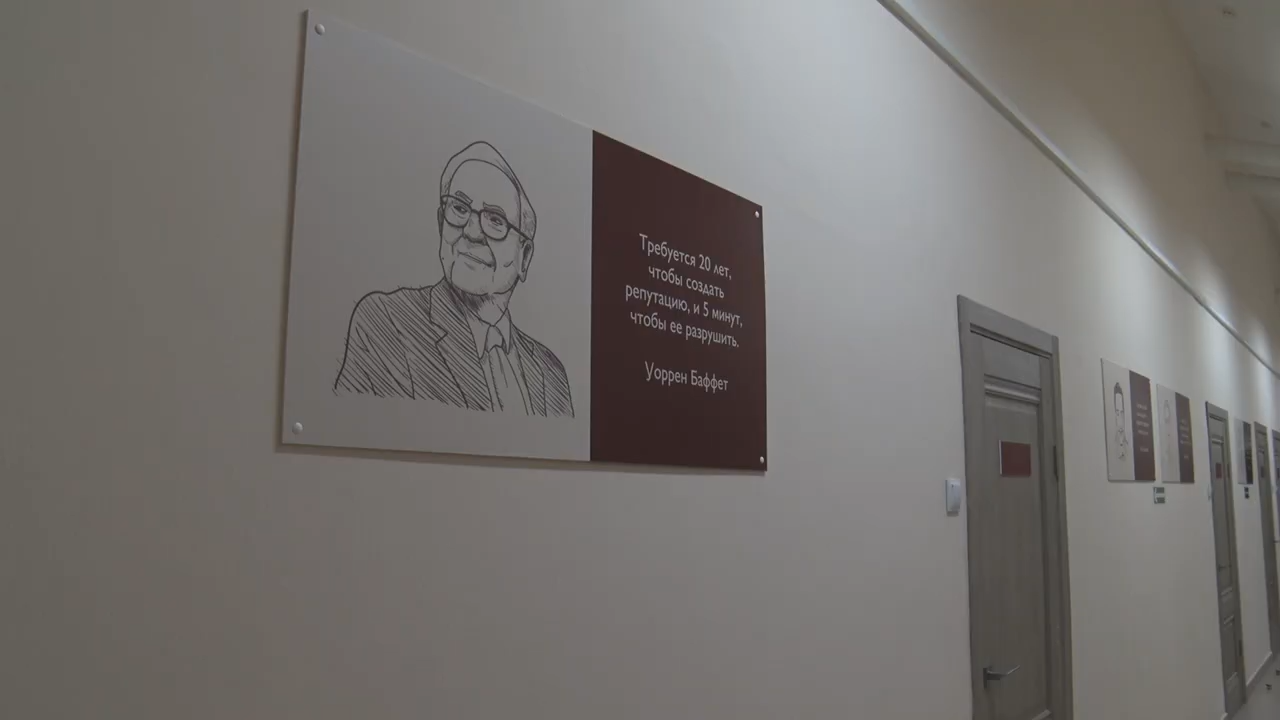 Требуется 20 лет,
чтобы создать
репутацию, и 5 минут,
чтобы ее разрушить.
Уоррен Баффет